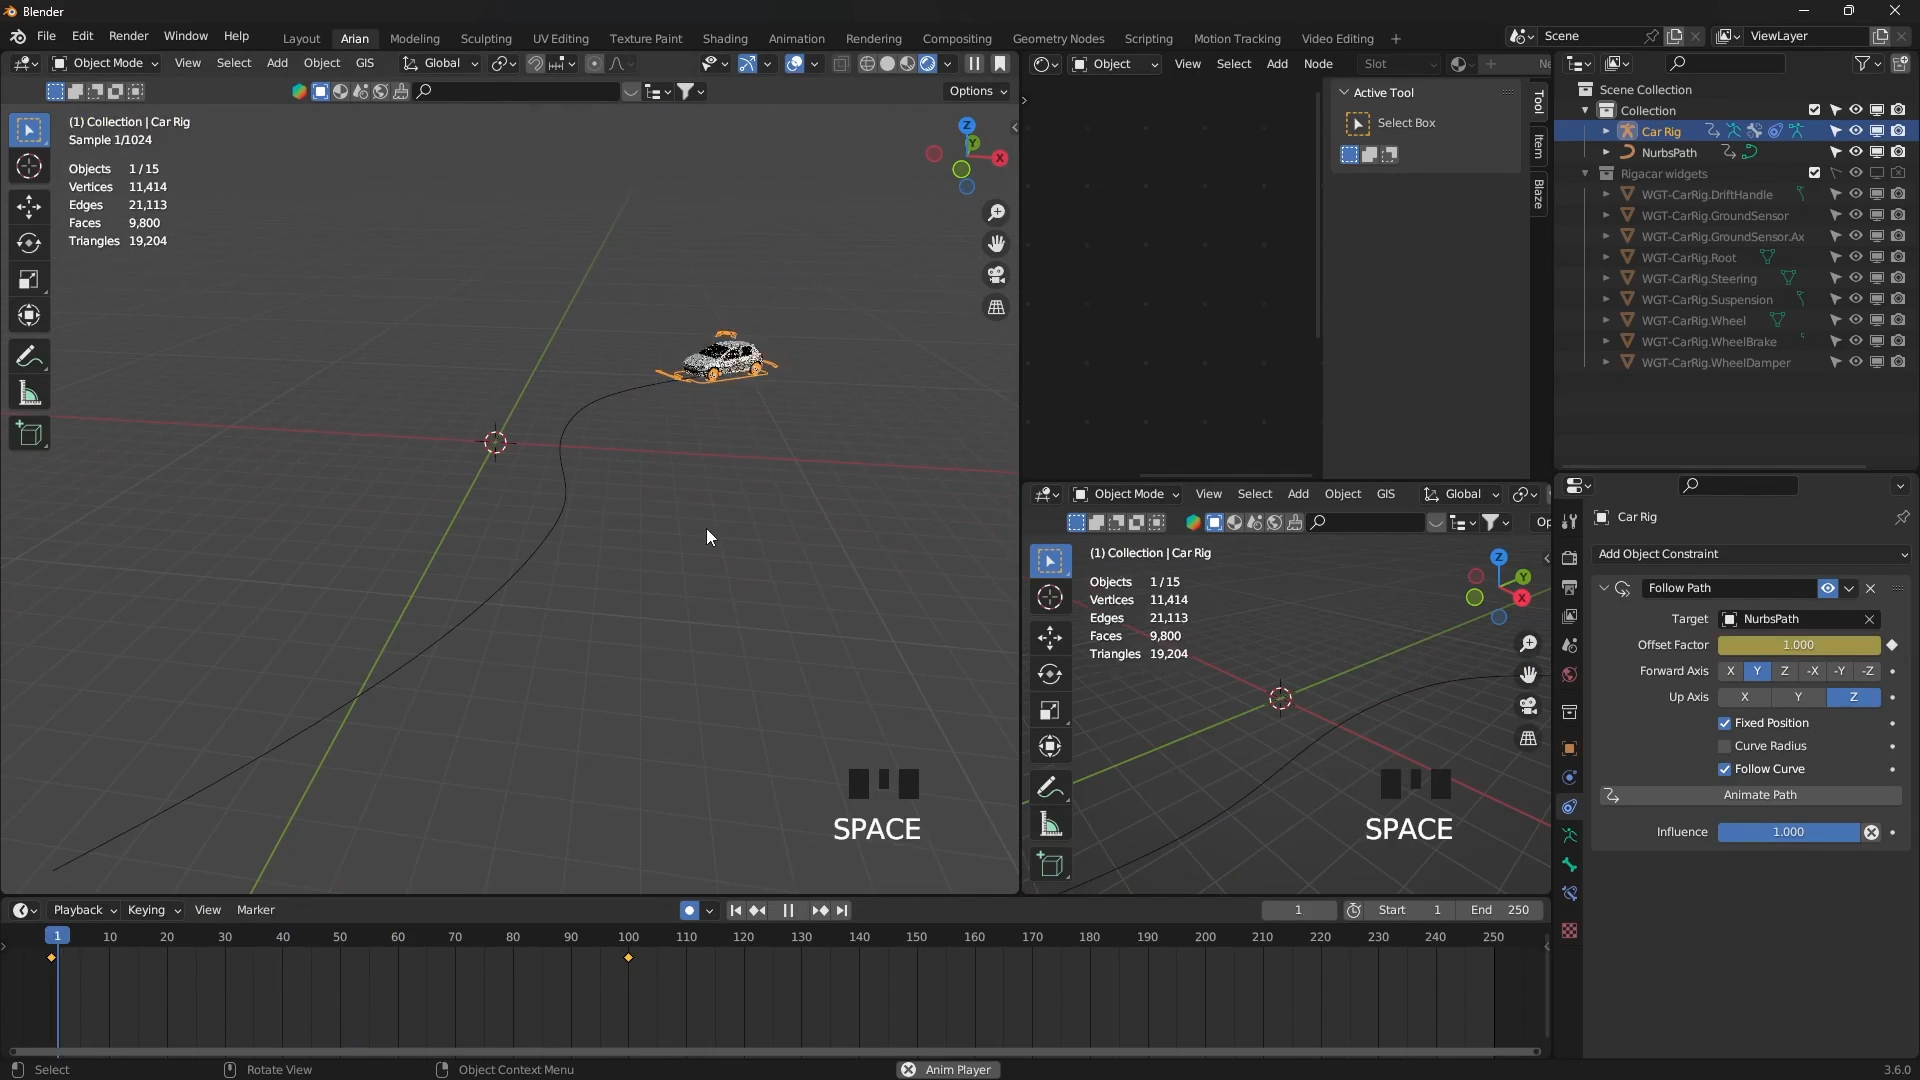 Blender
File Edit Render Window Help Layout Arian Modeling Sculpting UV Editing Texture Paint Shading Animation Rendering Compositing Geometry Nodes Scripting Motion Tracking Video Editing + Scene ViewLayer
Object Mode View Select Add Object GIS Global
Options
(1) Collection | Car Rig
Sample 1/1024
Objects 1/15
Vertices 11,414
Edges 21,113
Faces 9,800
Triangles 19,204
Z
Y
X
SPACE
Object View Select Add Node Slot Ne
Active Tool
Select Box
Tool
Item
Blaze
Object Mode View Select Add Object GIS Global
Op
(1) Collection | Car Rig
Objects 1/15
Vertices 11,414
Edges 21,113
Faces 9,800
Triangles 19,204
Z
Y
X
SPACE
Scene Collection
Collection
Car Rig
NurbsPath
Rigacar widgets
WGT-CarRig.DriftHandle
WGT-CarRig.GroundSensor
WGT-CarRig.GroundSensor.Ax
WGT-CarRig.Root
WGT-CarRig.Steering
WGT-CarRig.Suspension
WGT-CarRig.Wheel
WGT-CarRig.WheelBrake
WGT-CarRig.WheelDamper
Car Rig
Add Object Constraint
Follow Path
Target NurbsPath
Offset Factor 1.000
Forward Axis X Y Z -X -Y -Z
Up Axis X Y Z
Fixed Position
Curve Radius
Follow Curve
Animate Path
Influence 1.000
Playback Keying View Marker 1 Start 1 End 250
1 10 20 30 40 50 60 70 80 90 100 110 120 130 140 150 160 170 180 190 200 210 220 230 240 250
Select Rotate View Object Context Menu Anim Player 3.6.0